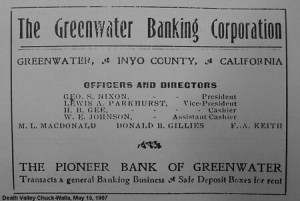 The Greenwater Banking Corporation
GREENWATER, - INYO COUNTY, - CALIFORNIA
OFFICERS AND DIRECTORS
GEO. S. NIXON, - - President
LEWIS A. PARKHURST, Vice-President
H. B. GEE, - - Cashier
W. E. JOHNSON, - Assistant Cashier
M. L. MACDONALD DONALD B. GILLIES F. A. KEITH
THE PIONEER BANK OF GREENWATER
Transacts a general Banking Business - Safe Deposit Boxes for rent
Death Valley Chuck-Walla, May 15, 1907